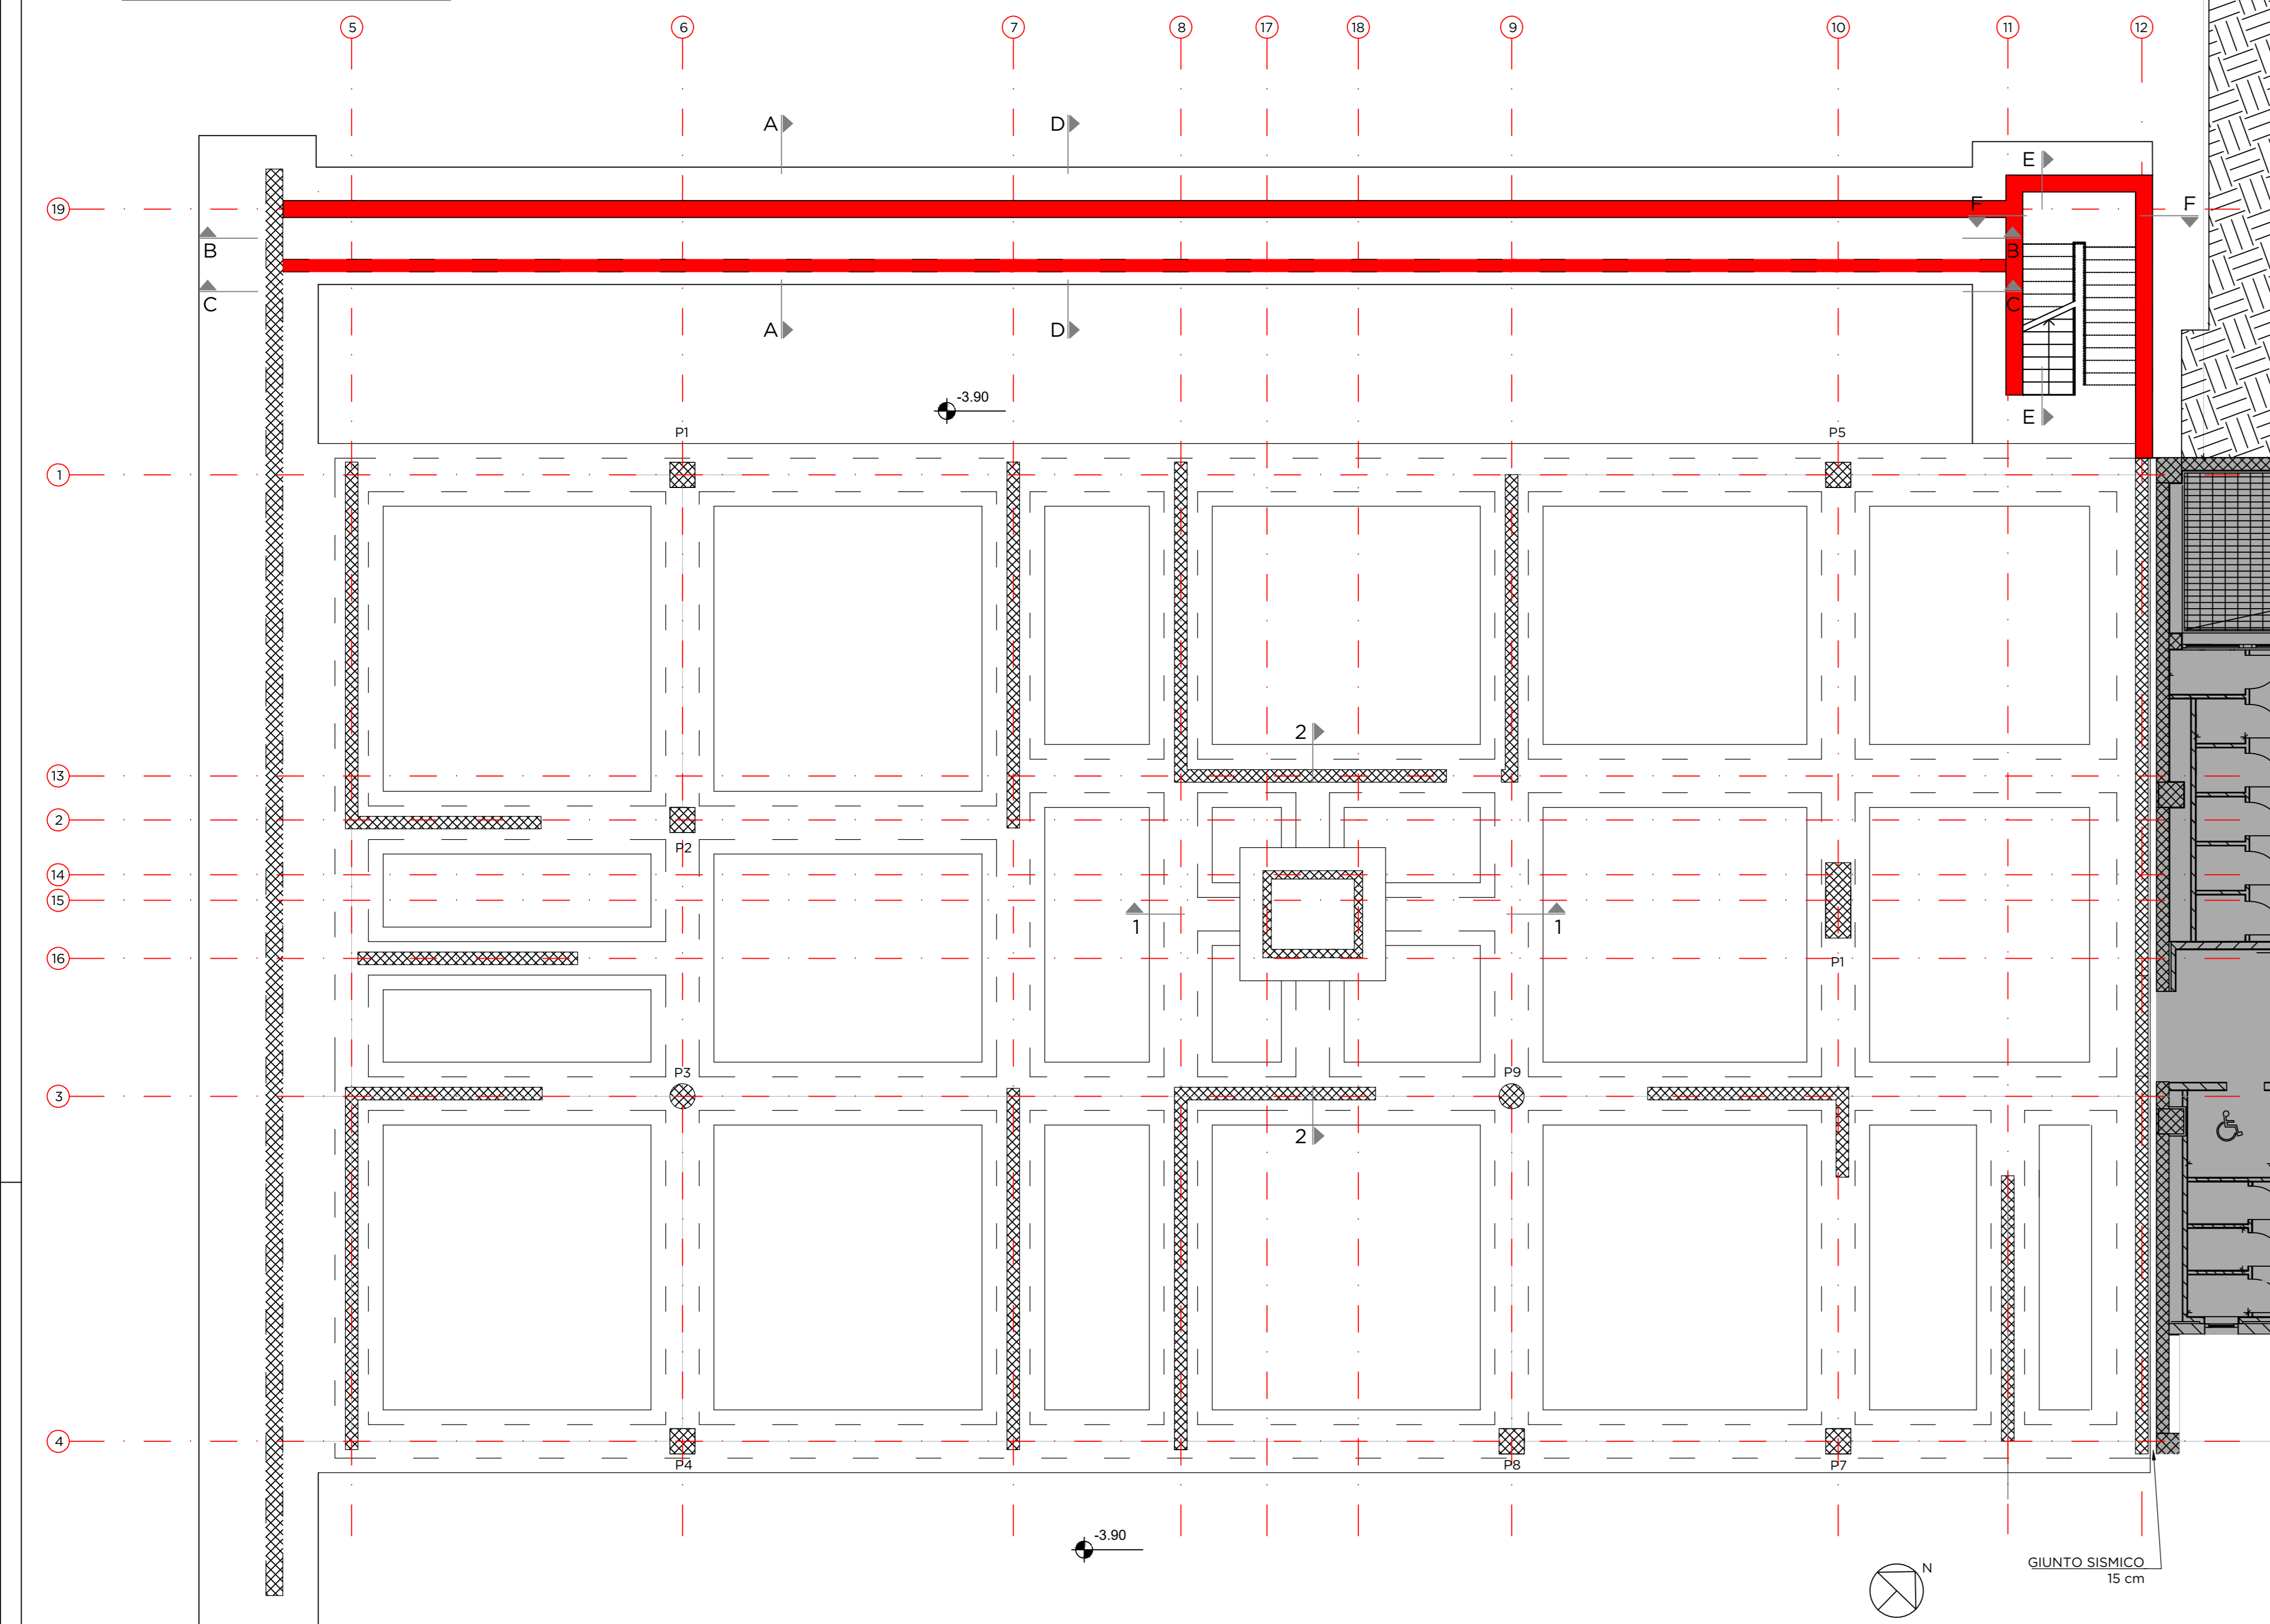 5 6 7 8 17 18 9 10 11 12
A D
E
F F
19
B B
C C
A D
-3.90
E
P1 P5
1
2
13
2
P2
14
15
1 1
16
P1
P3 P9
3
2
4
P4 P8 P7
-3.90
N
GIUNTO SISMICO
15 cm